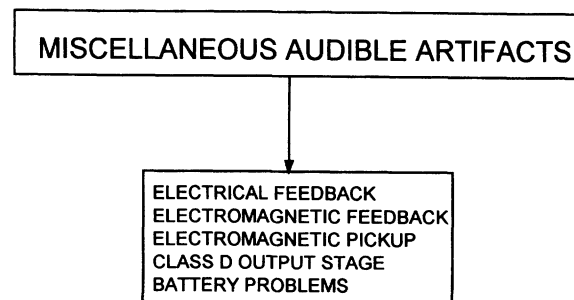 MISCELLANEOUS AUDIBLE ARTIFACTS
ELECTRICAL FEEDBACK
ELECTROMAGNETIC FEEDBACK
ELECTROMAGNETIC PICKUP
CLASS D OUTPUT STAGE
BATTERY PROBLEMS